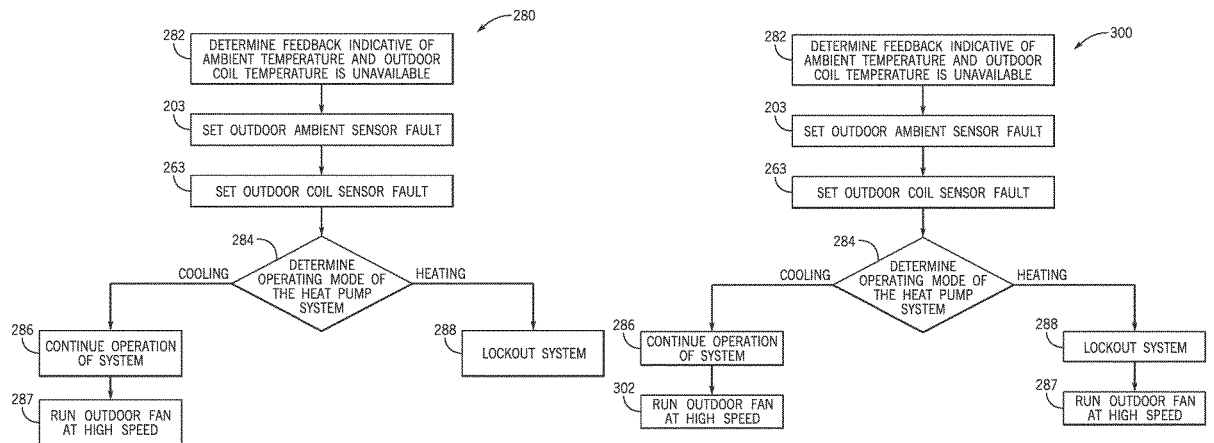 280
282
DETERMINE FEEDBACK INDICATIVE OF
AMBIENT TEMPERATURE AND OUTDOOR
COIL TEMPERATURE IS UNAVAILABLE
203
SET OUTDOOR AMBIENT SENSOR FAULT
263
SET OUTDOOR COIL SENSOR FAULT
284
COOLING
DETERMINE
OPERATING MODE OF
THE HEAT PUMP
SYSTEM
HEATING
286
CONTINUE OPERATION
OF SYSTEM
288
LOCKOUT SYSTEM
287
RUN OUTDOOR FAN
AT HIGH SPEED
300
282
DETERMINE FEEDBACK INDICATIVE OF
AMBIENT TEMPERATURE AND OUTDOOR
COIL TEMPERATURE IS UNAVAILABLE
203
SET OUTDOOR AMBIENT SENSOR FAULT
263
SET OUTDOOR COIL SENSOR FAULT
284
COOLING
DETERMINE
OPERATING MODE OF
THE HEAT PUMP
SYSTEM
HEATING
286
CONTINUE OPERATION
OF SYSTEM
288
LOCKOUT SYSTEM
302
RUN OUTDOOR FAN
AT HIGH SPEED
287
RUN OUTDOOR FAN
AT HIGH SPEED